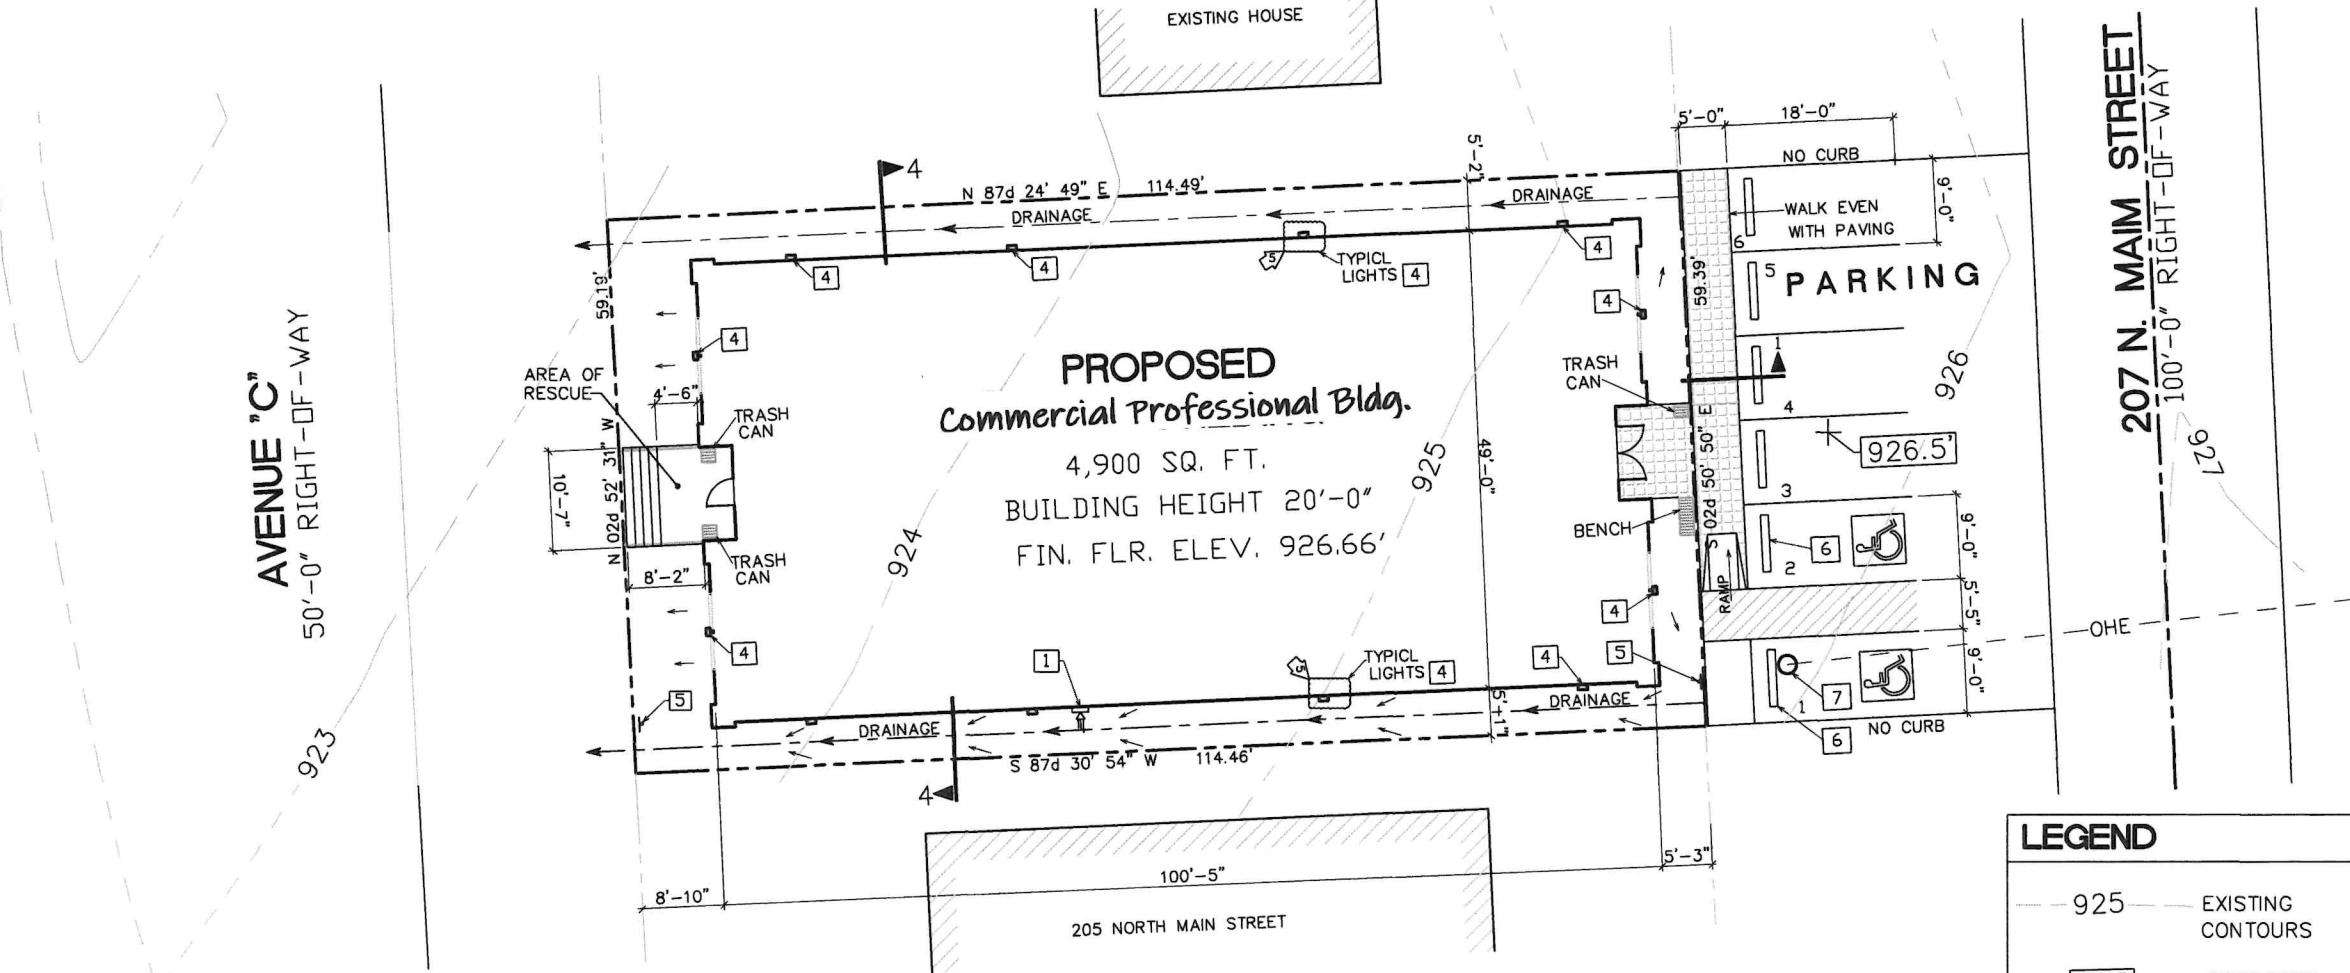 EXISTING HOUSE
5'-0"
18'-0"
NO CURB
5'-2"
4
N 87d 24' 49" E 114.49'
DRAINAGE
DRAINAGE
9'-0"
WALK EVEN
WITH PAVING
6
5
PARKING
4
4
5
TYPICL
LIGHTS 4
4
4
59.19'
59.39'
4
AREA OF
RESCUE
4'-6"
TRASH
CAN
PROPOSED
Commercial Professional Bldg.
4,900 SQ. FT.
BUILDING HEIGHT 20'-0"
FIN. FLR. ELEV. 926.66'
TRASH
CAN
1
4
926
926.5'
3
AVENUE "C"
50'-0" RIGHT-OF-WAY
207 N. MAIM STREET
100'-0" RIGHT-OF-WAY
927
10'-7"
N 02d 52' 31" W
924
925
49'-0"
S 02d 50' 50" E
BENCH
TRASH
CAN
8'-2"
6
2
9'-0"
RAMP
5'-5"
OHE
4
4
1
5
TYPICL
LIGHTS 4
4
5
9'-0"
7
1
6
NO CURB
5
923
DRAINAGE
DRAINAGE
5'-1"
S 87d 30' 54" W 114.46'
4
8'-10"
100'-5"
5'-3"
205 NORTH MAIN STREET
LEGEND
925 EXISTING
CONTOURS